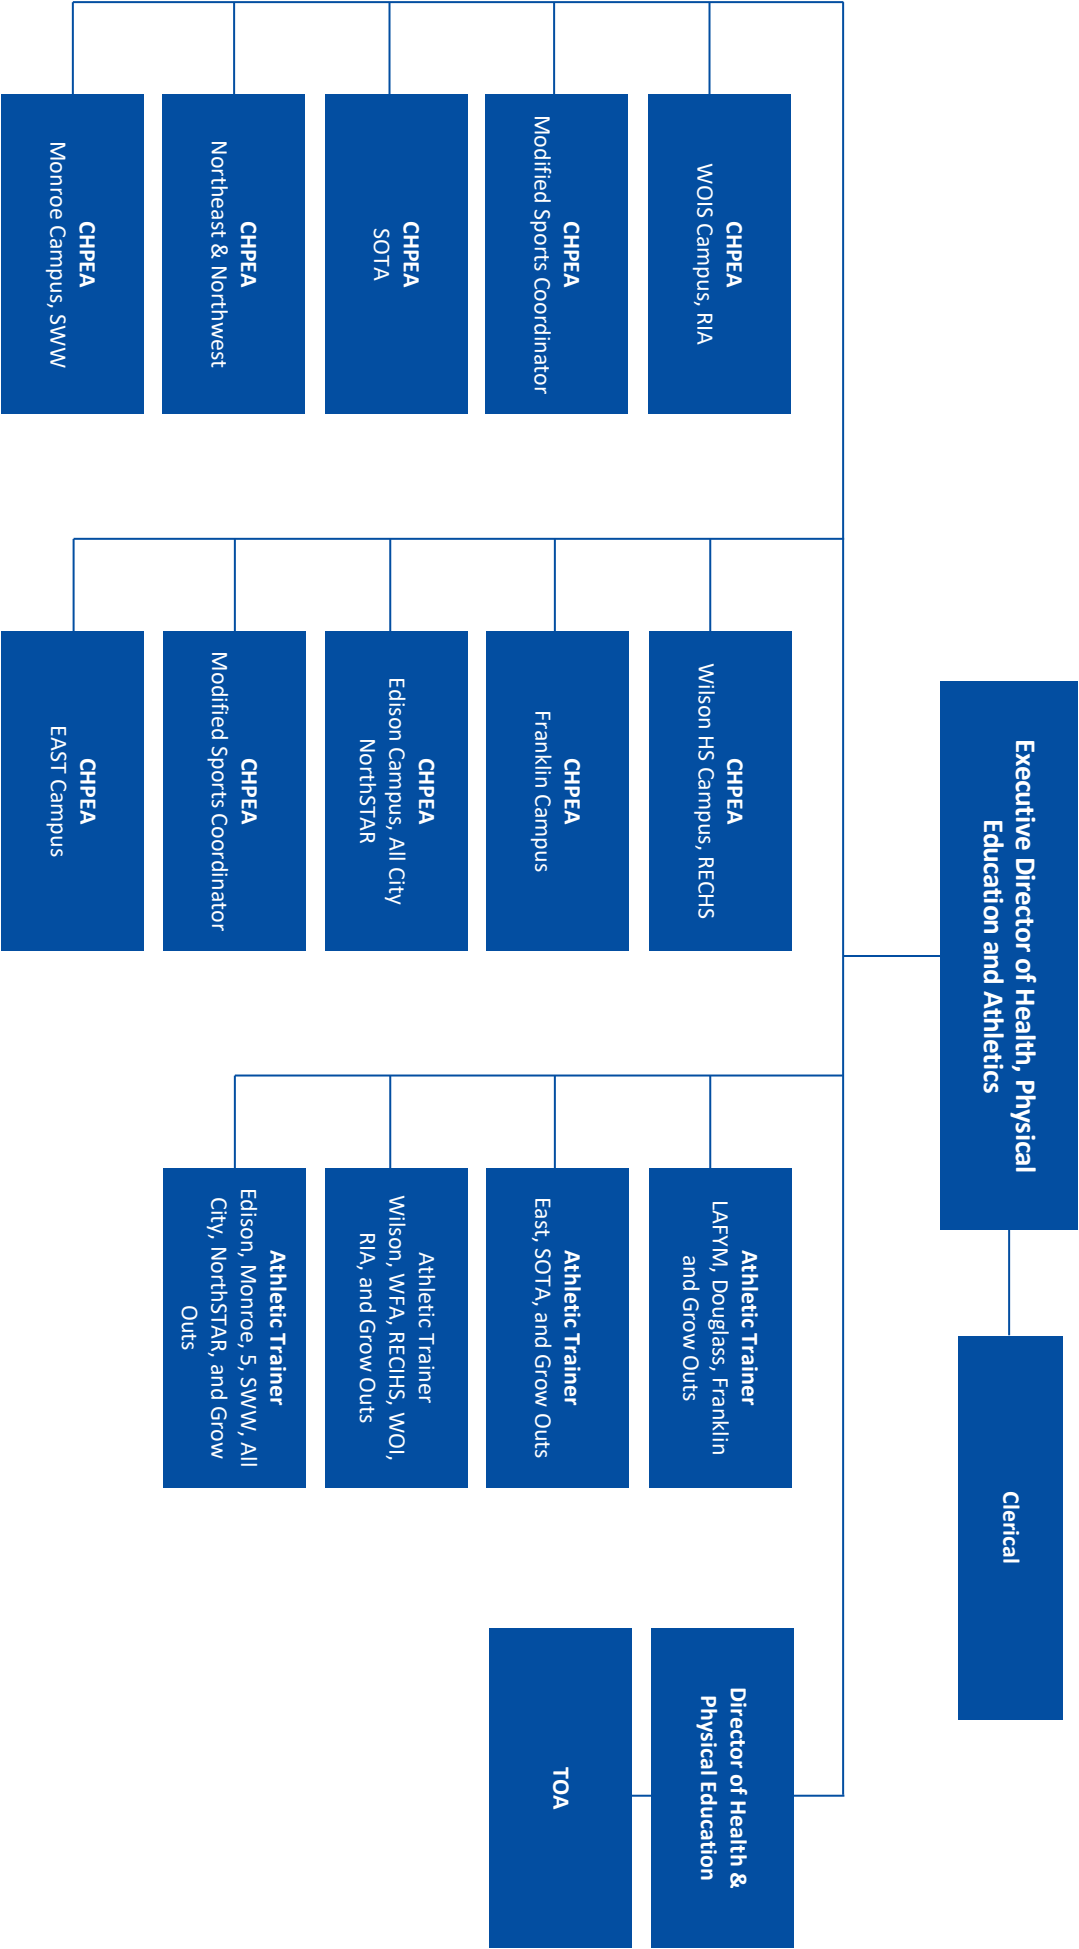 Executive Director of Health, Physical
Education and Athletics
Clerical
CHPEA
WOIS Campus, RIA
CHPEA
Modified Sports Coordinator
CHPEA
SOTA
CHPEA
Northeast & Northwest
CHPEA
Monroe Campus, SWW
CHPEA
Wilson HS Campus, RECHS
CHPEA
Franklin Campus
CHPEA
Edison Campus, All City
NorthSTAR
CHPEA
Modified Sports Coordinator
CHPEA
EAST Campus
Athletic Trainer
LAFYM, Douglass, Franklin
and Grow Outs
Athletic Trainer
East, SOTA, and Grow Outs
Athletic Trainer
Wilson, WFA, RECIHS, WOI,
RIA, and Grow Outs
Athletic Trainer
Edison, Monroe, 5, SWW, All
City, NorthSTAR, and Grow
Outs
Director of Health &
Physical Education
TOA